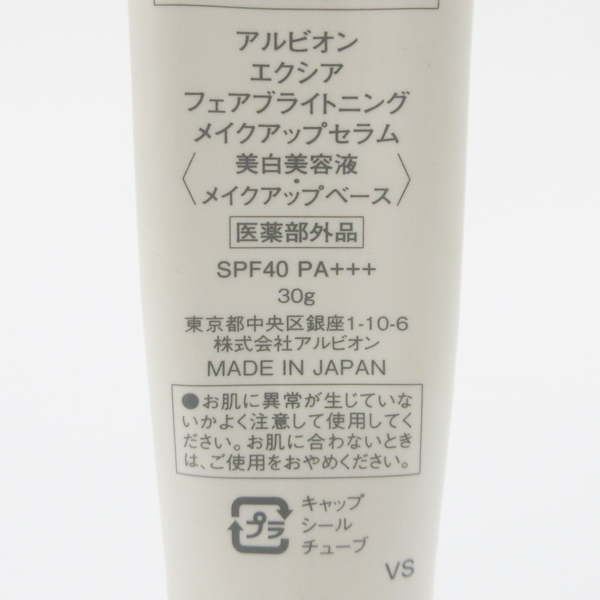 アルビオン
エクシア
フェアブライトニング
メイクアップセラム
〈美白美容液・
メイクアップベース〉
医薬部外品
SPF40 PA+++
30g
東京都中央区銀座1-10-6
株式会社アルビオン
MADE IN JAPAN
●お肌に異常が生じていな
いかよく注意して使用してく
ださい。お肌に合わないとき
は、ご使用をおやめください。
プラ
キャップ
シール
チューブ
VS